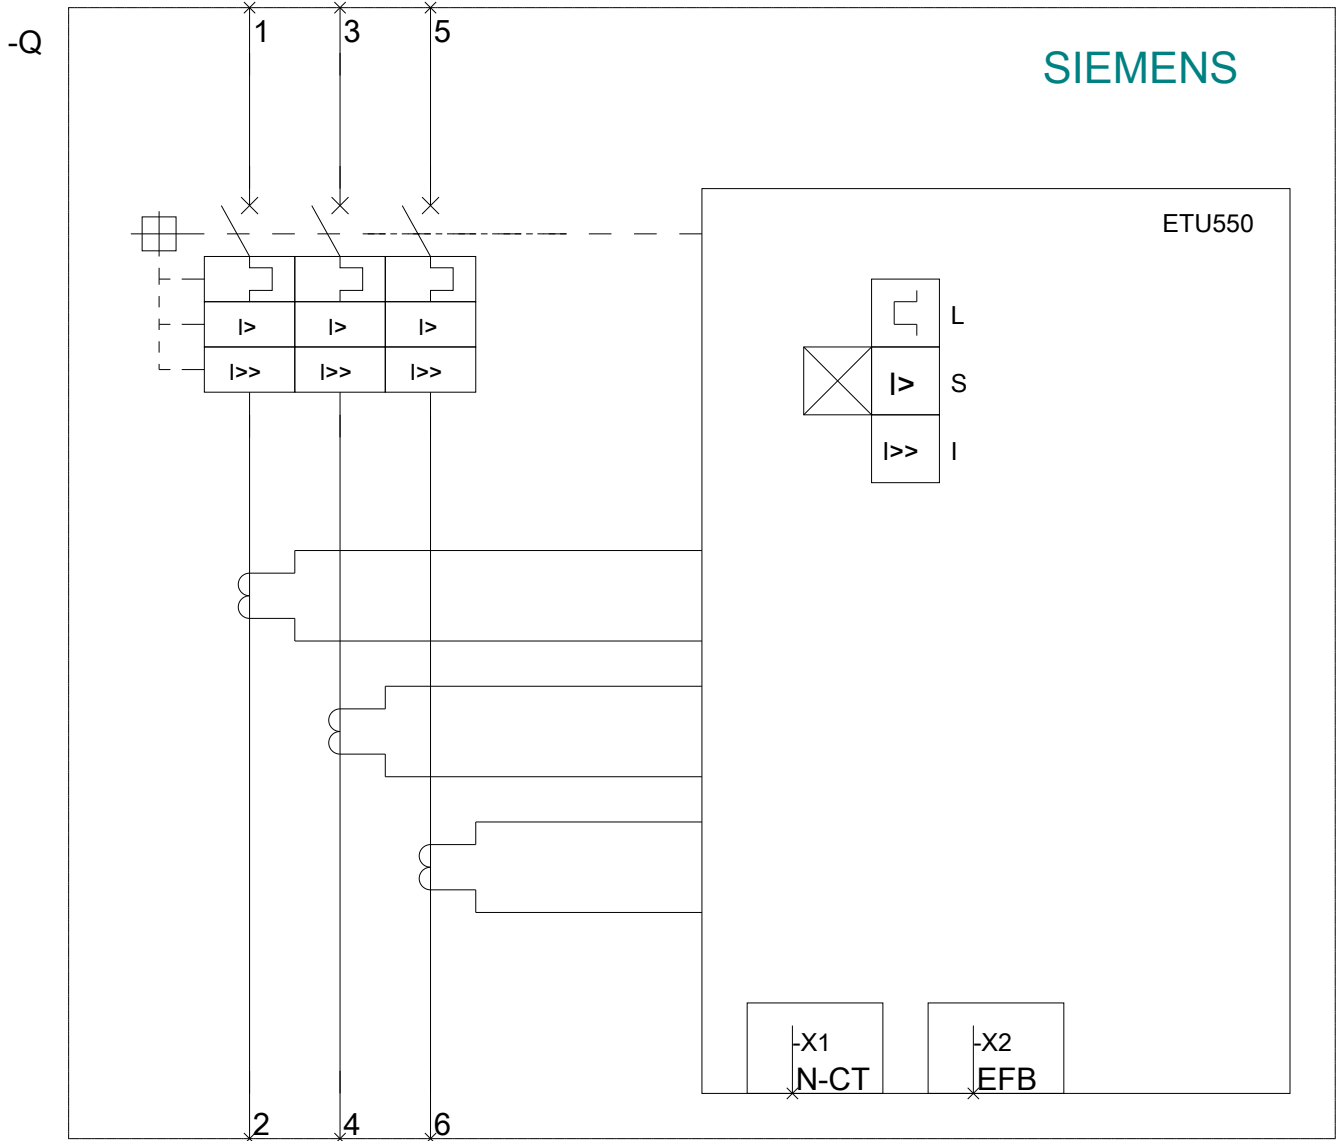 -Q
1 3 5
SIEMENS
ETU550
I> I> I>
I>> I>> I>>
L
I> S
I>> I
-X1 -X2
N-CT EFB
2 4 6